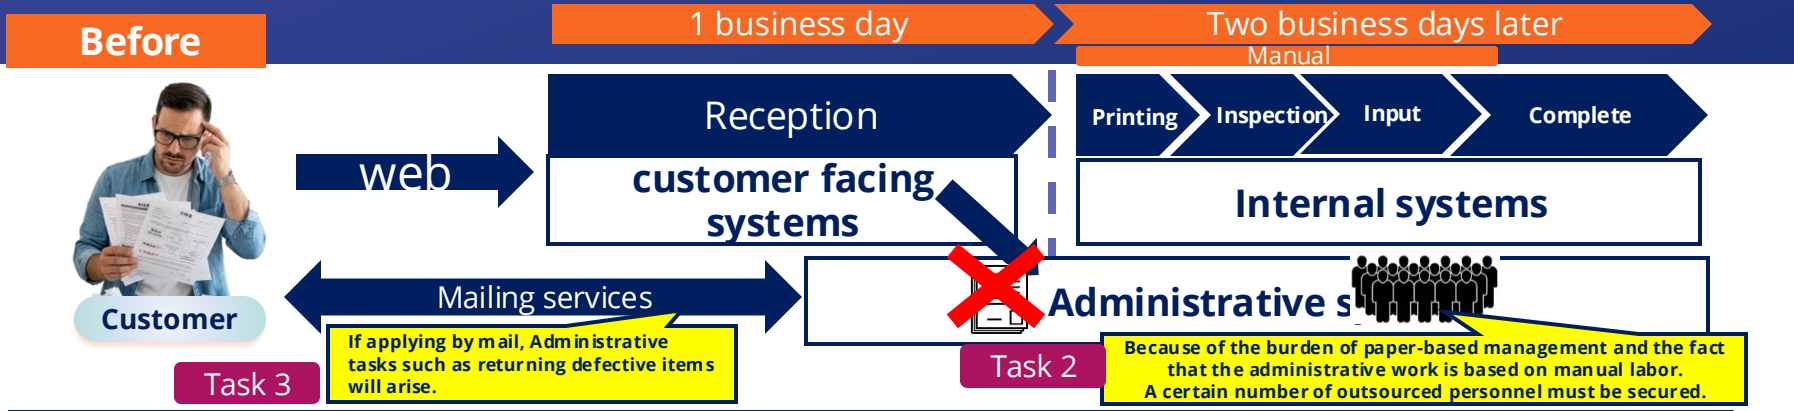 Before
1 business day
Two business days later
Manual
Reception
Printing
Inspection
Input
Complete
web
customer facing
systems
Internal systems
Mailing services
Administrative s
Customer
If applying by mail, Administrative
tasks such as returning defective items
will arise.
Task 3
Task 2
Because of the burden of paper-based management and the fact
that the administrative work is based on manual labor.
A certain number of outsourced personnel must be secured.